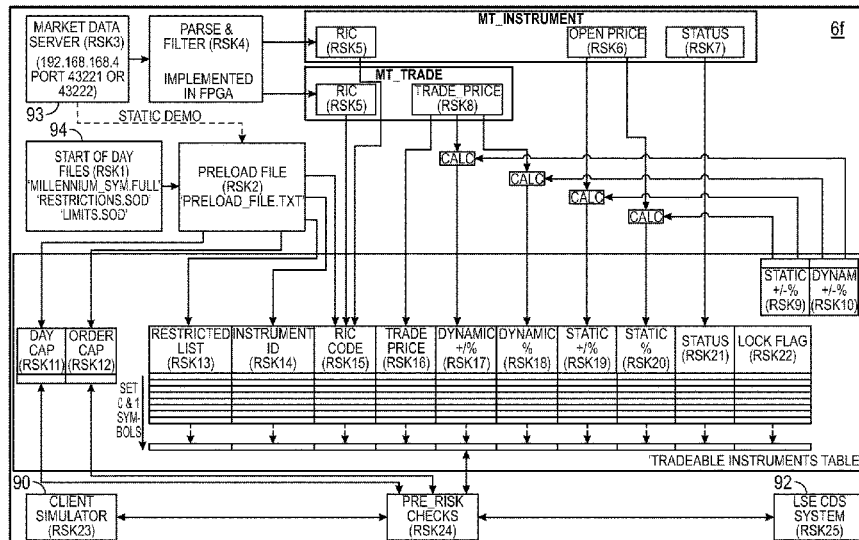 6f
MARKET DATA
SERVER (RSK3)
(192.168.168.4
PORT 43221 OR
43222)
93
PARSE &
FILTER (RSK4)
IMPLEMENTED
IN FPGA
MT_INSTRUMENT
RIC
(RSK5)
OPEN PRICE
(RSK6)
STATUS
(RSK7)
MT_TRADE
RIC
(RSK5)
TRADE_PRICE
(RSK8)
STATIC DEMO
94
START OF DAY
FILES (RSK1)
'MILLENNIUM_SYM.FULL'
'RESTRICTIONS.SOD'
'LIMITS.SOD'
PRELOAD FILE
(RSK2)
'PRELOAD_FILE.TXT'
CALC
CALC
CALC
CALC
STATIC
+/-%
(RSK9)
DYNAM
+/-%
(RSK10)
DAY
CAP
(RSK11)
ORDER
CAP
(RSK12)
RESTRICTED
LIST
(RSK13)
INSTRUMENT
ID
(RSK14)
RIC
CODE
(RSK15)
TRADE
PRICE
(RSK16)
DYNAMIC
+/%
(RSK17)
DYNAMIC
%
(RSK18)
STATIC
+/%
(RSK19)
STATIC
%
(RSK20)
STATUS
(RSK21)
LOCK FLAG
(RSK22)
SET
0 & 1
SYM-
BOLS
'TRADEABLE INSTRUMENTS TABLE'
90
CLIENT
SIMULATOR
(RSK23)
PRE_RISK
CHECKS
(RSK24)
92
LSE CDS
SYSTEM
(RSK25)